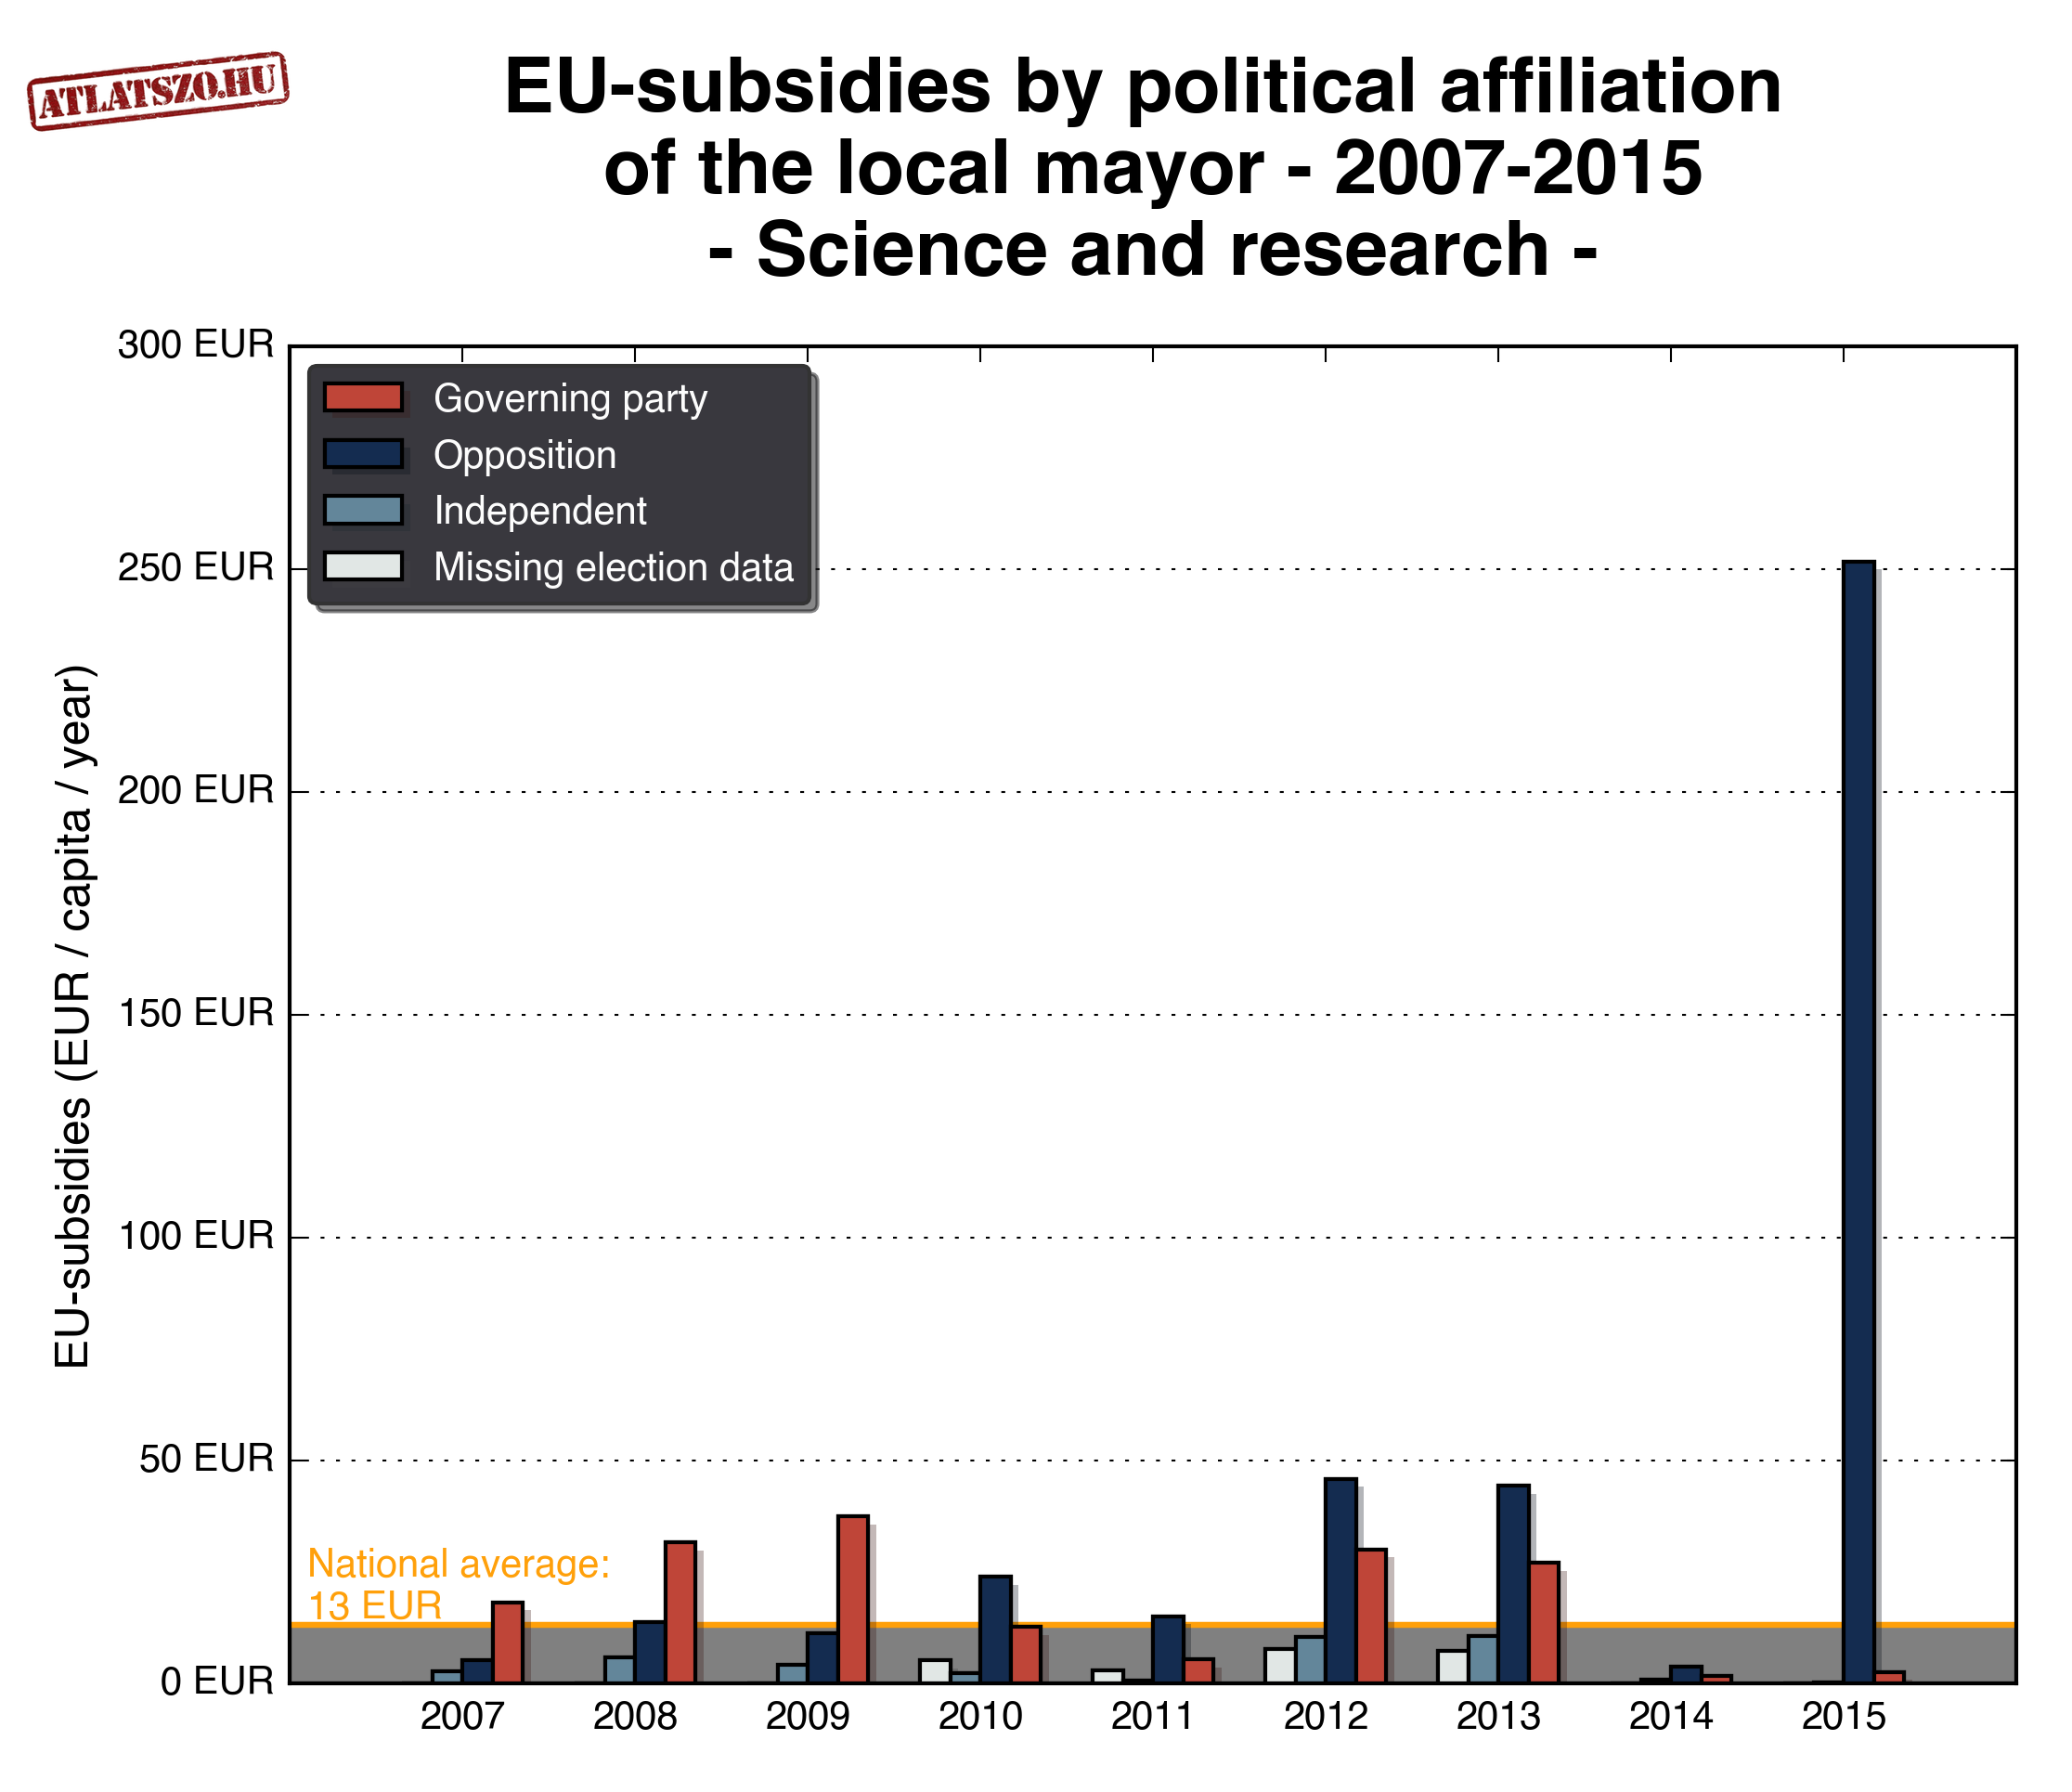 ATLATSZO.HU
EU-subsidies by political affiliation
of the local mayor - 2007-2015
- Science and research -
EU-subsidies (EUR / capita / year)
300 EUR
250 EUR
200 EUR
150 EUR
100 EUR
50 EUR
0 EUR
Governing party
Opposition
Independent
Missing election data
National average:
13 EUR
2007 2008 2009 2010 2011 2012 2013 2014 2015